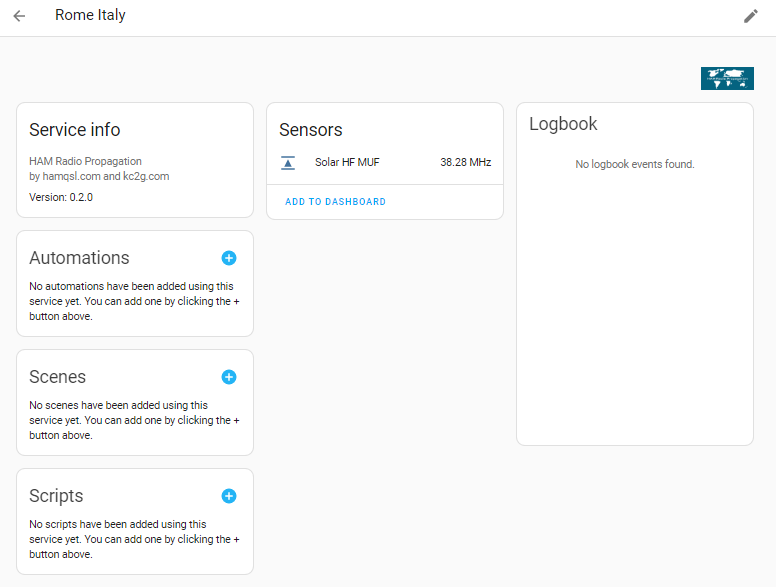 Rome Italy
Service info
HAM Radio Propagation
by hamqsl.com and kc2g.com
Version: 0.2.0
Automations
No automations have been added using this
service yet. You can add one by clicking the +
button above.
Scenes
No scenes have been added using this
service yet. You can add one by clicking the +
button above.
Scripts
No scripts have been added using this
service yet. You can add one by clicking the +
button above.
Sensors
Solar HF MUF 38.28 MHz
ADD TO DASHBOARD
Logbook
No logbook events found.